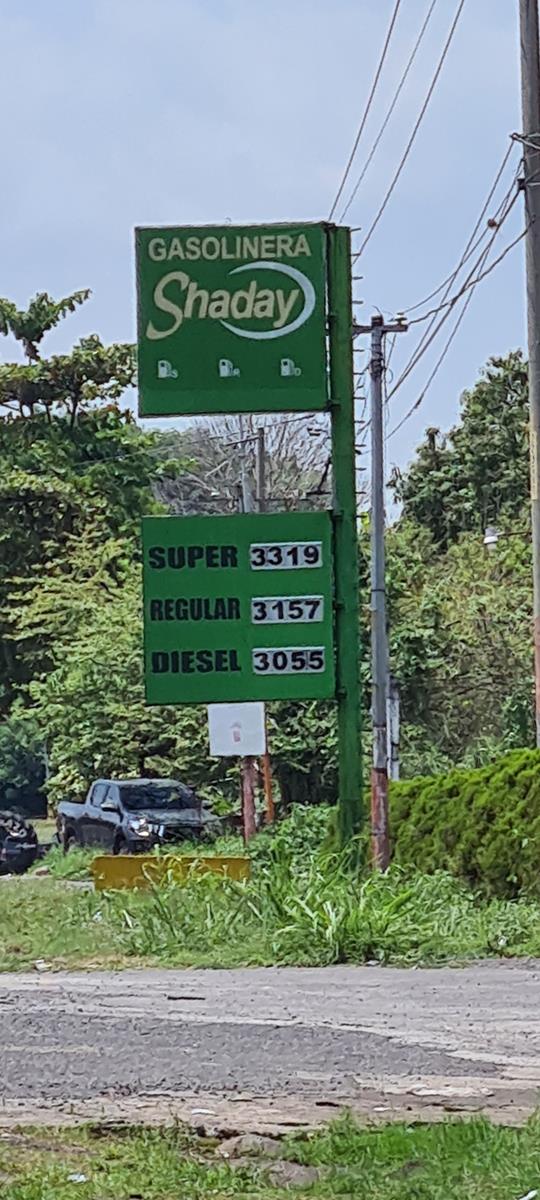 GASOLINERA
Shaday
S R D
SUPER 3319
REGULAR 3157
DIESEL 3055